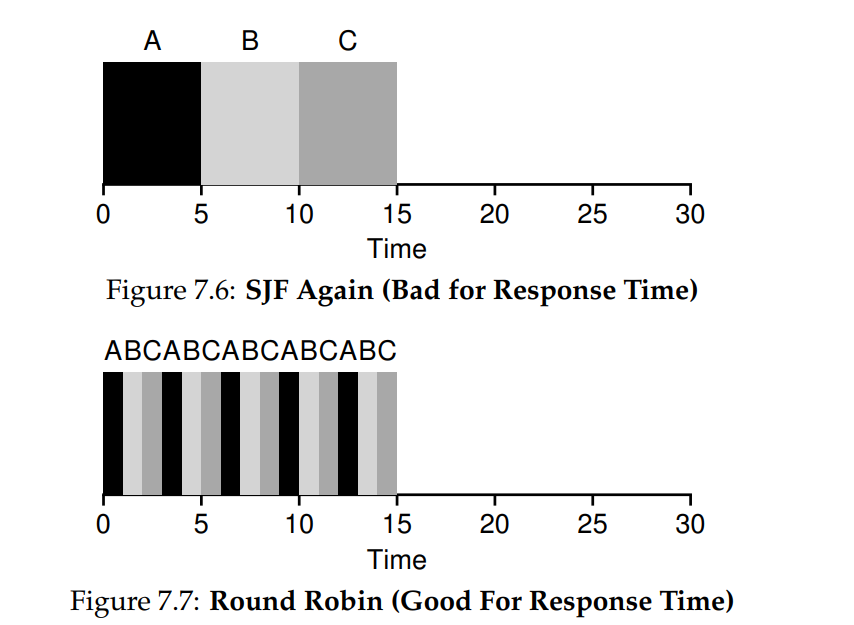 A B C
0 5 10 15 20 25 30
Time
Figure 7.6: SJF Again (Bad for Response Time)
ABCABCABCABCABC
0 5 10 15 20 25 30
Time
Figure 7.7: Round Robin (Good For Response Time)